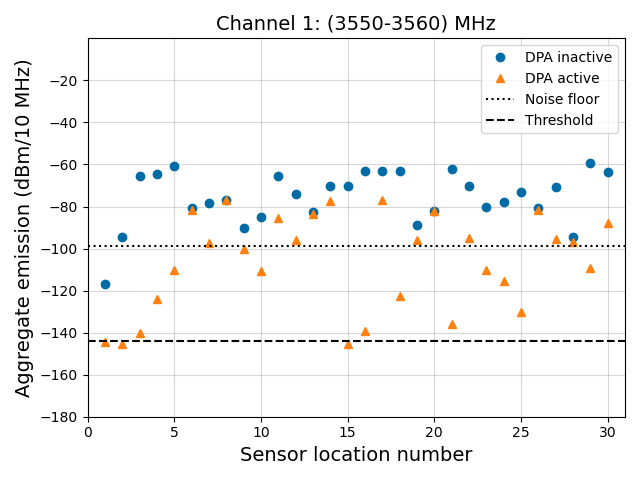 Channel 1: (3550-3560) MHz
Aggregate emission (dBm/10 MHz)
−20
−40
−60
−80
−100
−120
−140
−160
−180
DPA inactive
DPA active
Noise floor
Threshold
0 5 10 15 20 25 30
Sensor location number